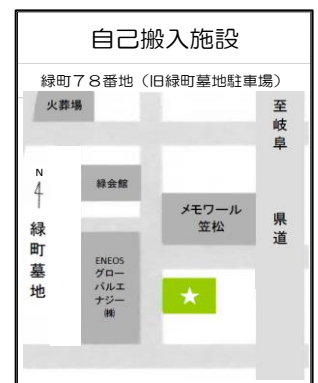 自己搬入施設
緑町78番地（旧緑町墓地駐車場）
火葬場
至岐阜
N
緑会館
メモワール
笠松
県道
緑町墓地
ENEOS
グロー
バルエ
ナジー
㈱